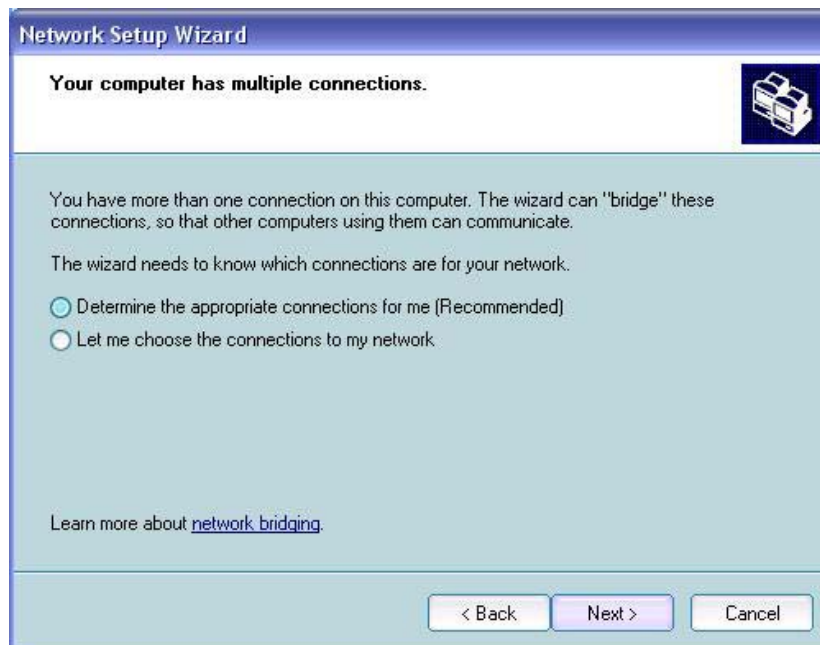 Network Setup Wizard
Your computer has multiple connections.
You have more than one connection on this computer. The wizard can "bridge" these
connections, so that other computers using them can communicate.
The wizard needs to know which connections are for your network.
Determine the appropriate connections for me (Recommended)
Let me choose the connections to my network
Learn more about network bridging.
< Back Next > Cancel